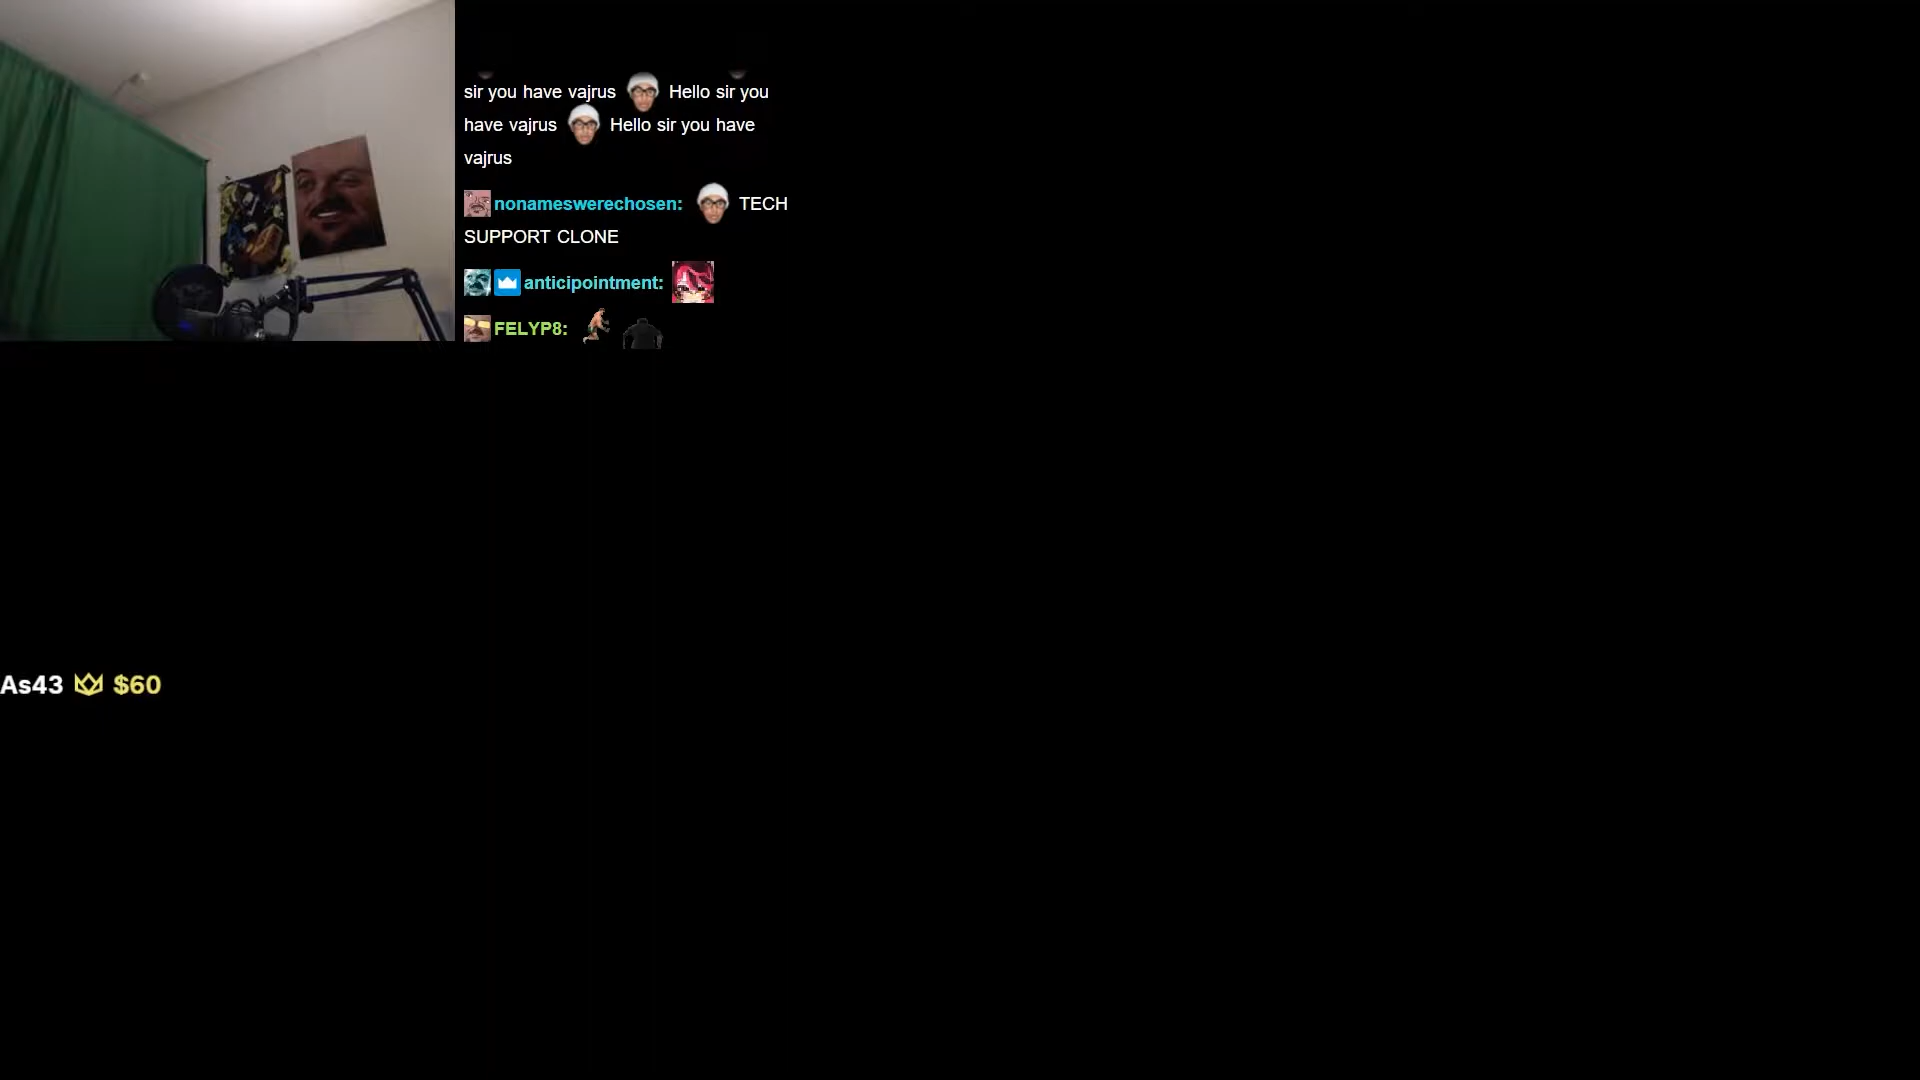 sir you have vajrus Hello sir you
have vajrus Hello sir you have
vajrus
nonameswerechosen: TECH
SUPPORT CLONE
anticipointment:
FELYP8:
As43 $60